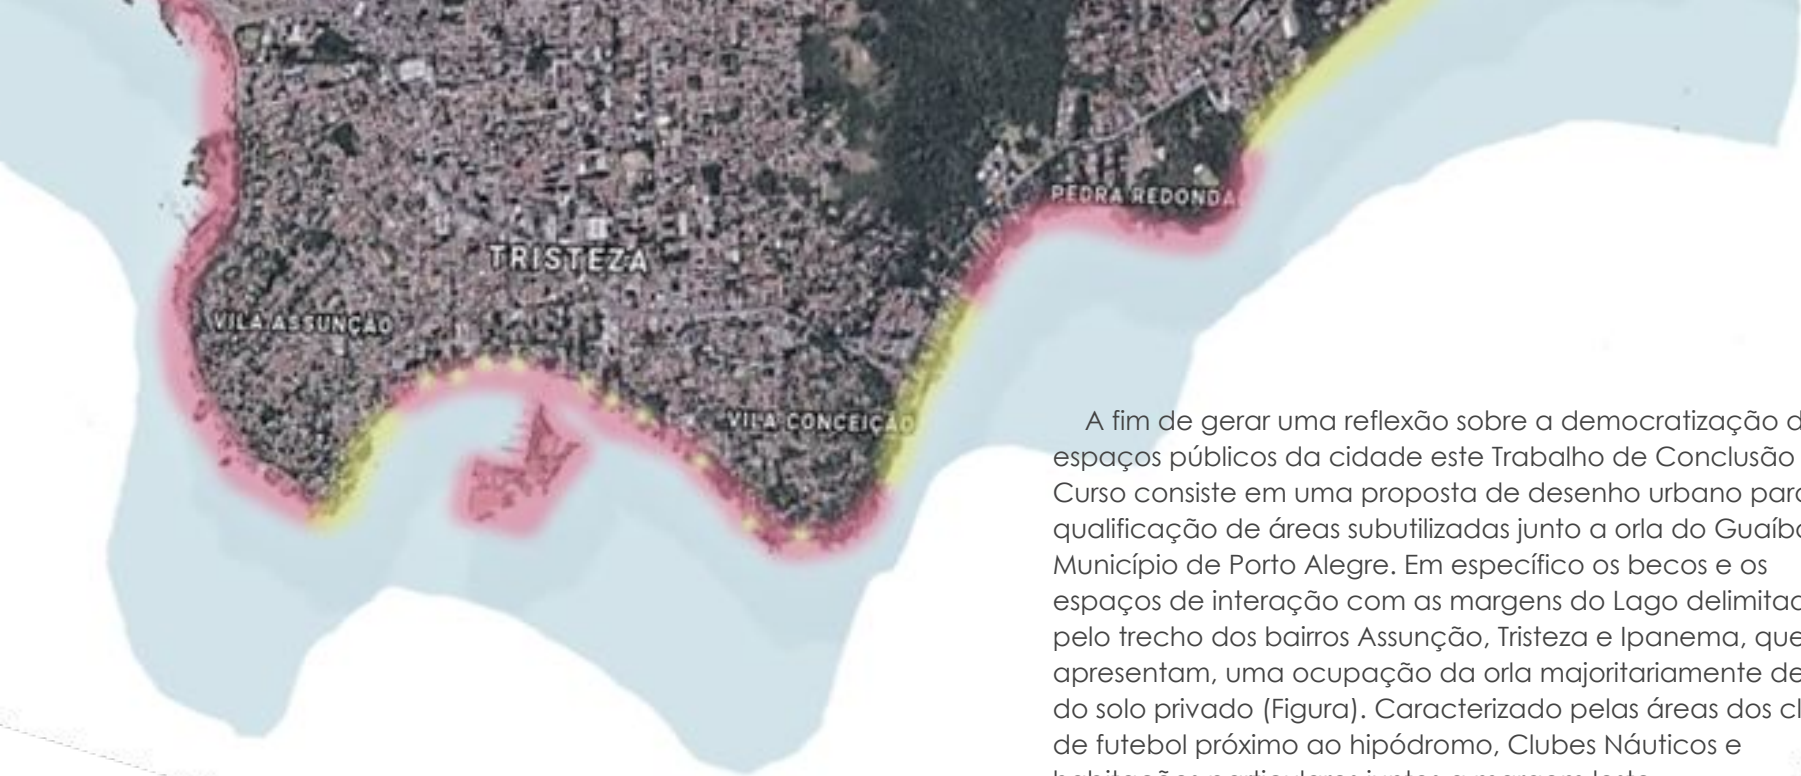 PEDRA REDONDA
TRISTEZA
VILA ASSUNÇÃO
VILA CONCEIÇÃO
A fim de gerar uma reflexão sobre a democratização d
espaços públicos da cidade este Trabalho de Conclusão
Curso consiste em uma proposta de desenho urbano para
qualificação de áreas subutilizadas junto a orla do Guaíba
Município de Porto Alegre. Em específico os becos e os
espaços de interação com as margens do Lago delimitad
pelo trecho dos bairros Assunção, Tristeza e Ipanema, que
apresentam, uma ocupação da orla majoritariamente de
do solo privado (Figura). Caracterizado pelas áreas dos cl
de futebol próximo ao hipódromo, Clubes Náuticos e